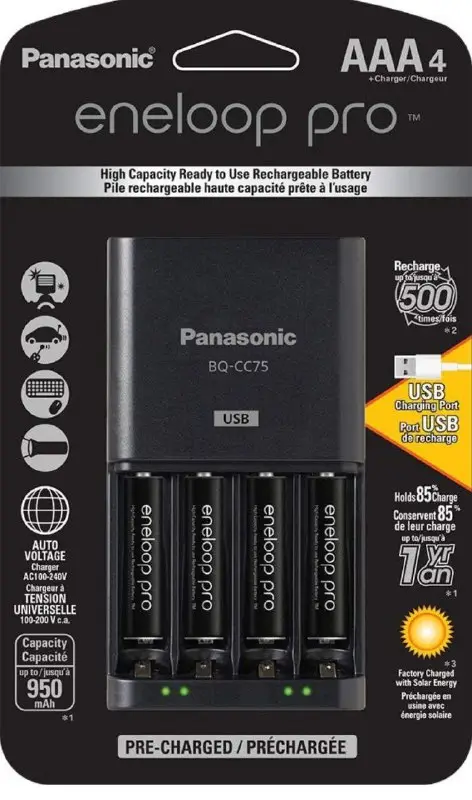 Panasonic®
AAA4
+Charger/Chargeur
eneloop pro™
High Capacity Ready to Use Rechargeable Battery
Pile rechargeable haute capacité prête à l'usage
Recharge
up to/jusqu'à
500
times/fois
*2
Panasonic
BQ-CC75
USB
USB
Charging Port
Port USB
de recharge
Holds 85% Charge
Conservent 85%
de leur charge
up to/jusqu'à
1 yr
an
*1
AUTO
VOLTAGE
Charger
AC100-240V
Chargeur à
TENSION
UNIVERSELLE
100-200 V c.a.
eneloop pro
eneloop pro
eneloop pro
eneloop pro
Capacity
Capacité
up to/jusqu'à
950
mAh
*1
*3
Factory Charged
with Solar Energy
Préchargée en
usine avec
énergie solaire
PRE-CHARGED / PRÉCHARGÉE